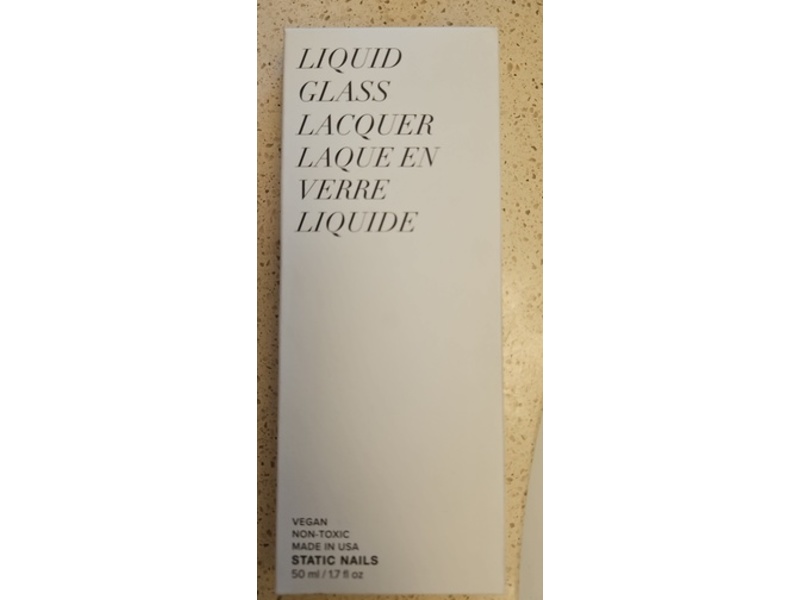 LIQUID
GLASS
LACQUER
LAQUE EN
VERRE
LIQUIDE
VEGAN
NON-TOXIC
MADE IN USA
STATIC NAILS
50 ml / 1.7 fl oz